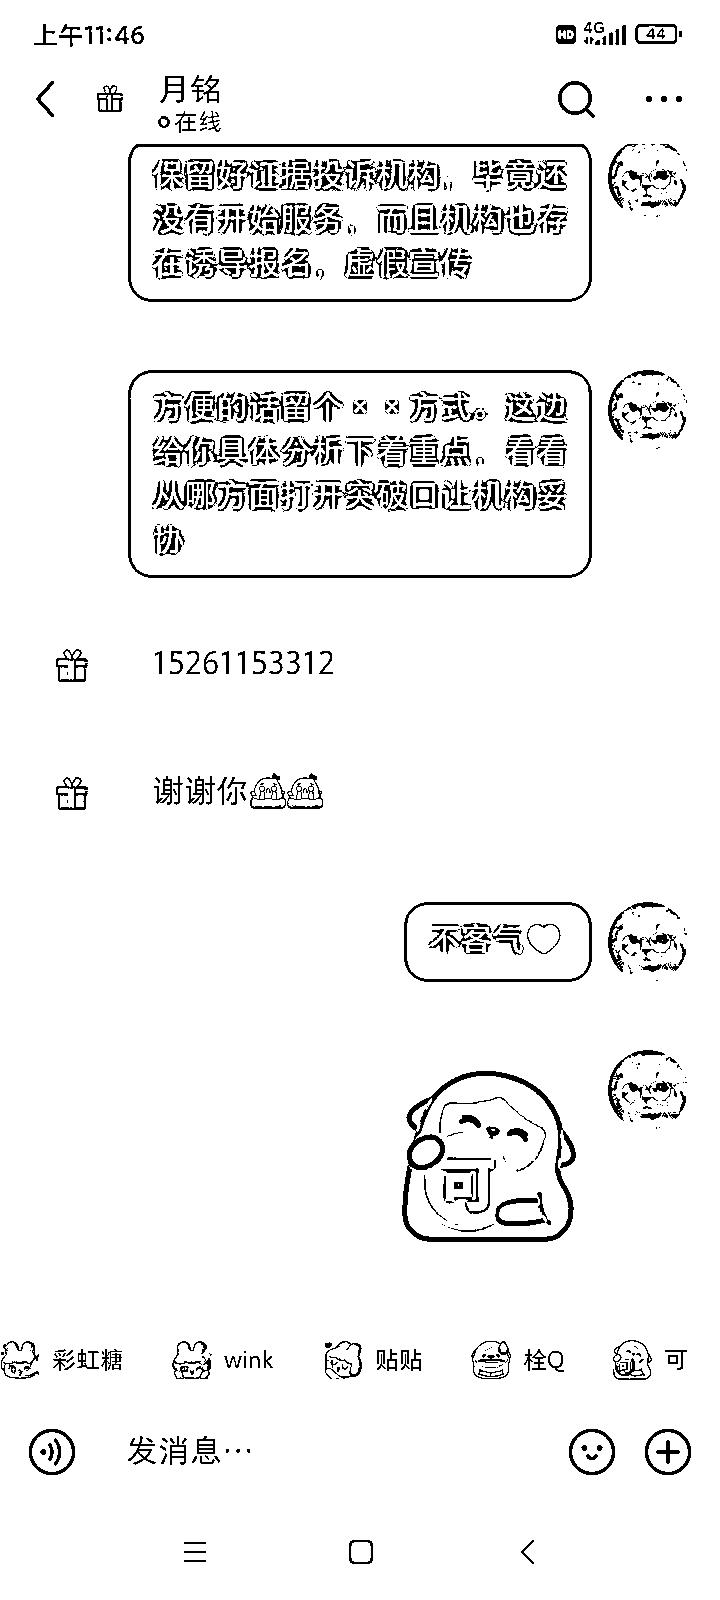 上午11:46
HD 4G 44
月铭
在线
保留好证据投诉机构，毕竟还
没有开始服务，而且机构也存
在诱导报名，虚假宣传
方便的话留个××方式。这边
给你具体分析下着重点，看看
从哪方面打开突破口让机构妥
协
15261153312
谢谢你
不客气
可
彩虹糖 wink 贴贴 栓Q 可
发消息…